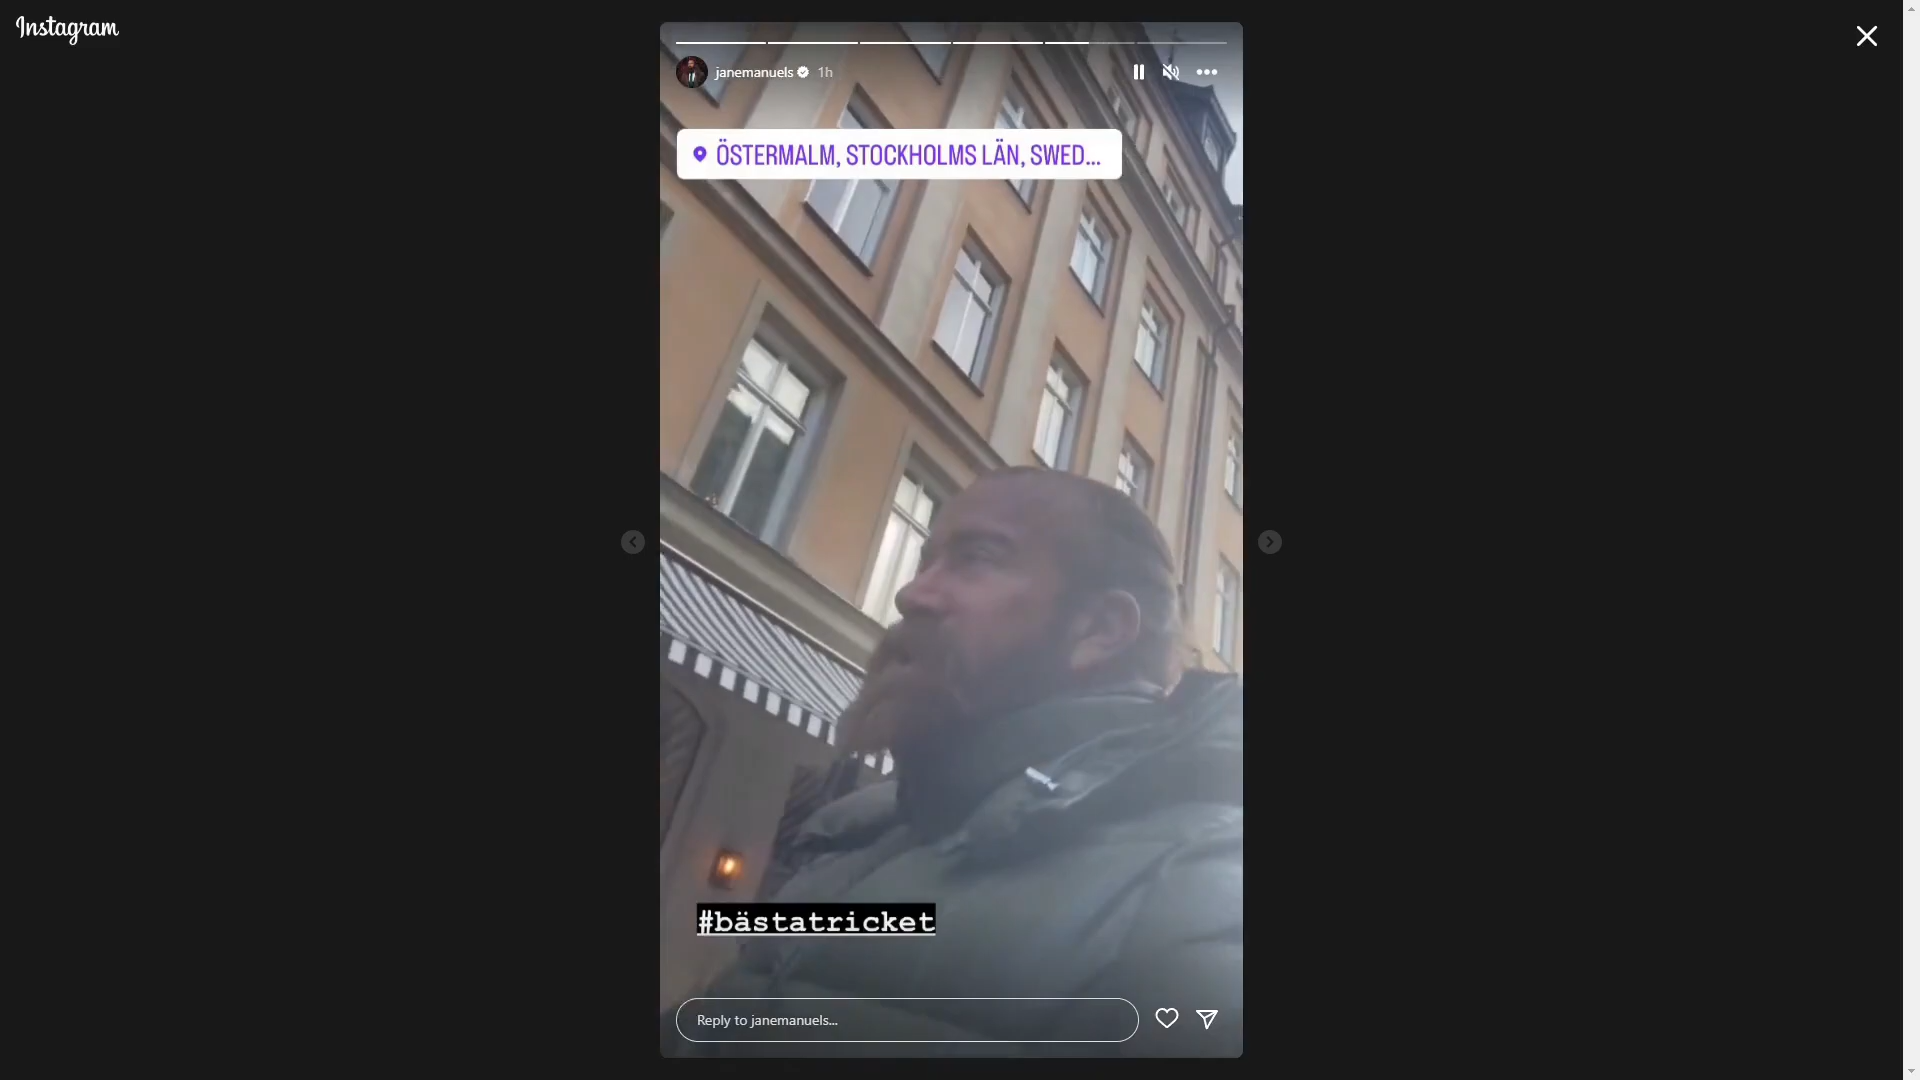 Instagram
janemanuels 1h
ÖSTERMALM, STOCKHOLMS LÄN, SWED...
#bästatricket
Reply to janemanuels...